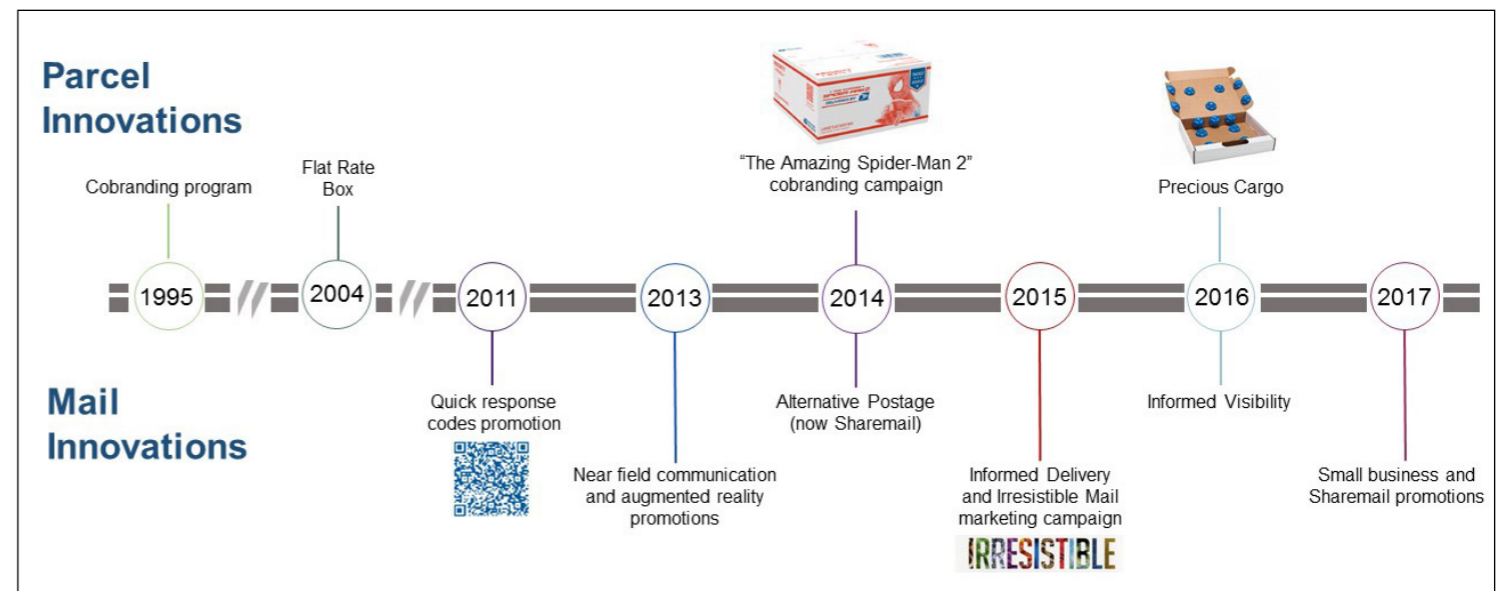 Parcel
Innovations
Cobranding program
Flat Rate
Box
"The Amazing Spider-Man 2"
cobranding campaign
Precious Cargo
1995
2004
2011
2013
2014
2015
2016
2017
Mail
Innovations
Quick response
codes promotion
Near field communication
and augmented reality
promotions
Alternative Postage
(now Sharemail)
Informed Delivery
and Irresistible Mail
marketing campaign
IRRESISTIBLE
Informed Visibility
Small business and
Sharemail promotions